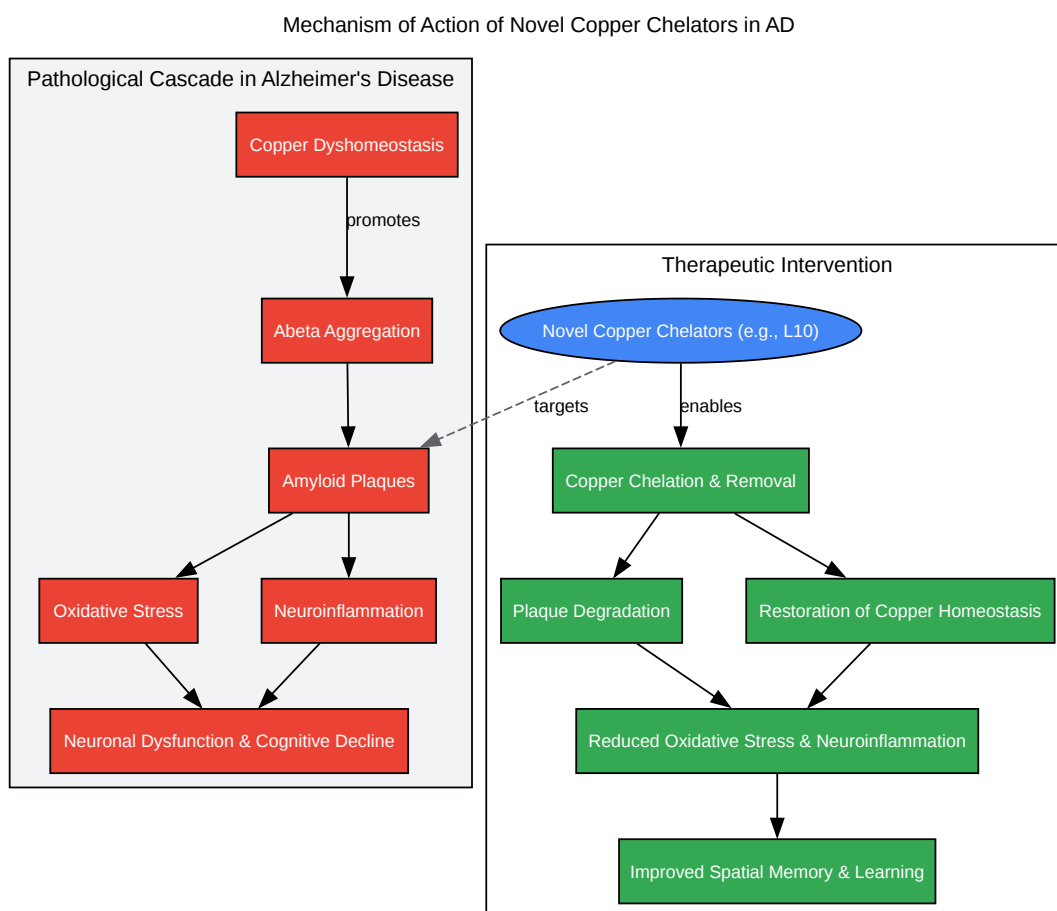 Mechanism of Action of Novel Copper Chelators in AD
Pathological Cascade in Alzheimer's Disease
Copper Dyshomeostasis
promotes
Abeta Aggregation
Amyloid Plaques
Oxidative Stress
Neuroinflammation
Neuronal Dysfunction & Cognitive Decline
Therapeutic Intervention
Novel Copper Chelators (e.g., L10)
targets
enables
Copper Chelation & Removal
Plaque Degradation
Restoration of Copper Homeostasis
Reduced Oxidative Stress & Neuroinflammation
Improved Spatial Memory & Learning